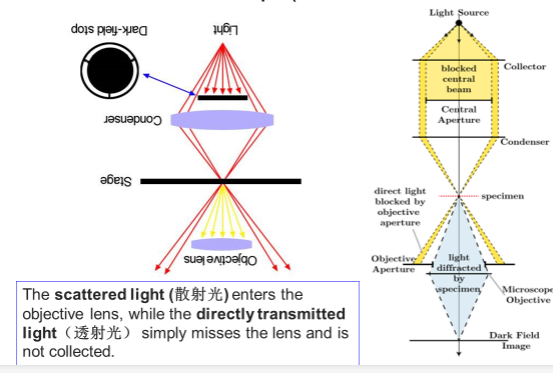 Dark-field stop
Light
Condenser
Stage
Objective lens
The scattered light (散射光) enters the
objective lens, while the directly transmitted
light（透射光） simply misses the lens and is
not collected.
Light Source
Collector
blocked
central
beam
Central
Aperture
Condenser
direct light
blocked by
objective
aperture
specimen
Objective
Aperture
light
diffracted
by
specimen
Microscope
Objective
Dark Field
Image